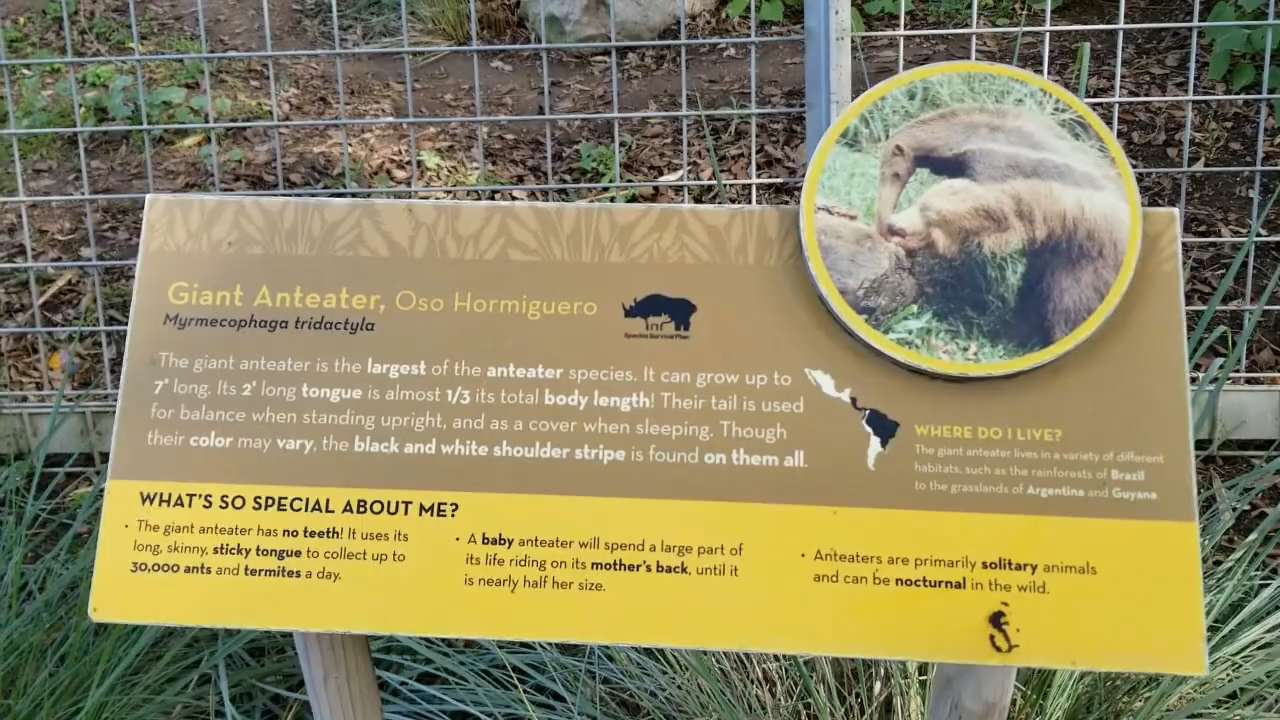 Giant Anteater, Oso Hormiguero
Myrmecophaga tridactyla
Species Survival Plan
The giant anteater is the largest of the anteater species. It can grow up to
7' long. Its 2' long tongue is almost 1/3 its total body length! Their tail is used
for balance when standing upright, and as a cover when sleeping. Though
their color may vary, the black and white shoulder stripe is found on them all.
WHERE DO I LIVE?
The giant anteater lives in a variety of different
habitats, such as the rainforests of Brazil
to the grasslands of Argentina and Guyana
WHAT'S SO SPECIAL ABOUT ME?
• The giant anteater has no teeth! It uses its
long, skinny, sticky tongue to collect up to
30,000 ants and termites a day.
• A baby anteater will spend a large part of
its life riding on its mother's back, until it
is nearly half her size.
• Anteaters are primarily solitary animals
and can be nocturnal in the wild.